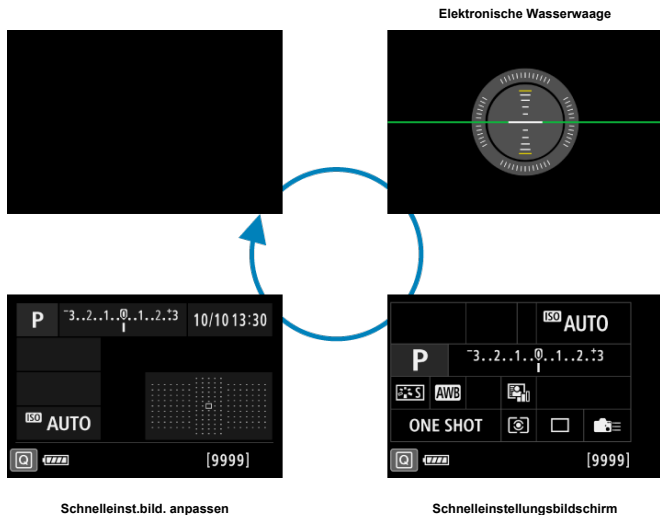 Elektronische Wasserwaage
P -3..2..1..0..1..2..+3 10/10 13:30
ISO AUTO
Q [9999]
Schnelleinst.bild. anpassen
ISO AUTO
P -3..2..1..0..1..2..+3
S AWB
ONE SHOT
Q [9999]
Schnelleinstellungsbildschirm